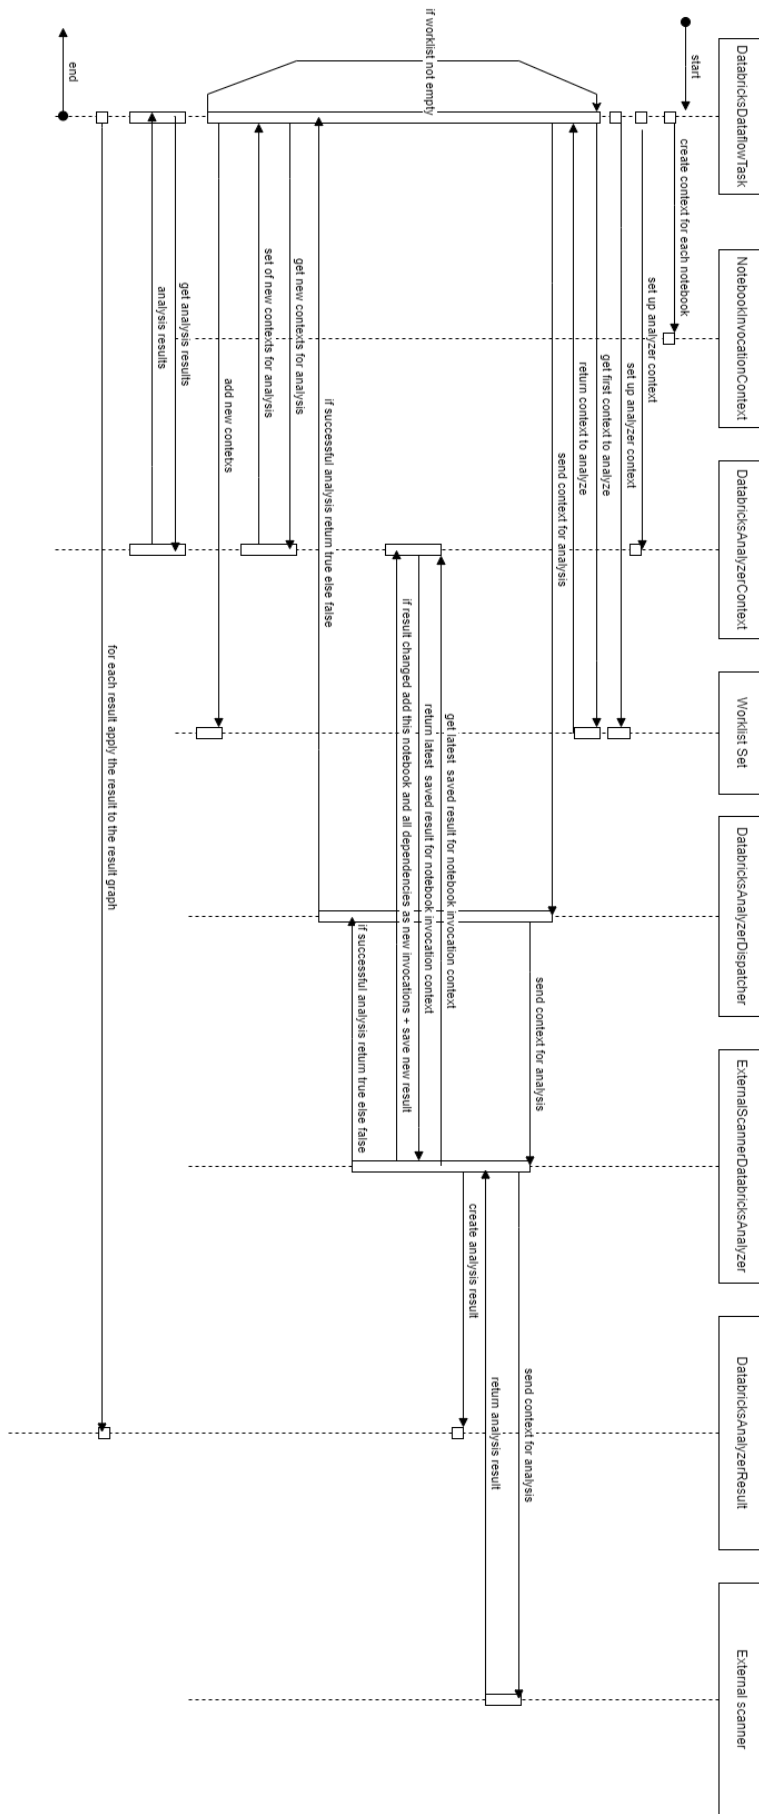 DatabricksDataflowTask
NotebookInvocationContext
DatabricksAnalyzerContext
Worklist Set
DatabricksAnalyzerDispatcher
ExternalScannerDatabricksAnalyzer
DatabricksAnalyzerResult
External scanner
start
create context for each notebook
set up analyzer context
set up analyzer context
get first context to analyze
return context to analyze
send context for analysis
send context for analysis
send context for analysis
return analysis result
create analysis result
get latest saved result for notebook invocation context
return latest saved result for notebook invocation context
if result changed add this notebook and all dependencies as new invocations + save new result
if successful analysis return true else false
if successful analysis return true else false
get new contexts for analysis
set of new contexts for analysis
add new contetxs
if worklist not empty
get analysis results
analysis results
for each result apply the result to the result graph
end